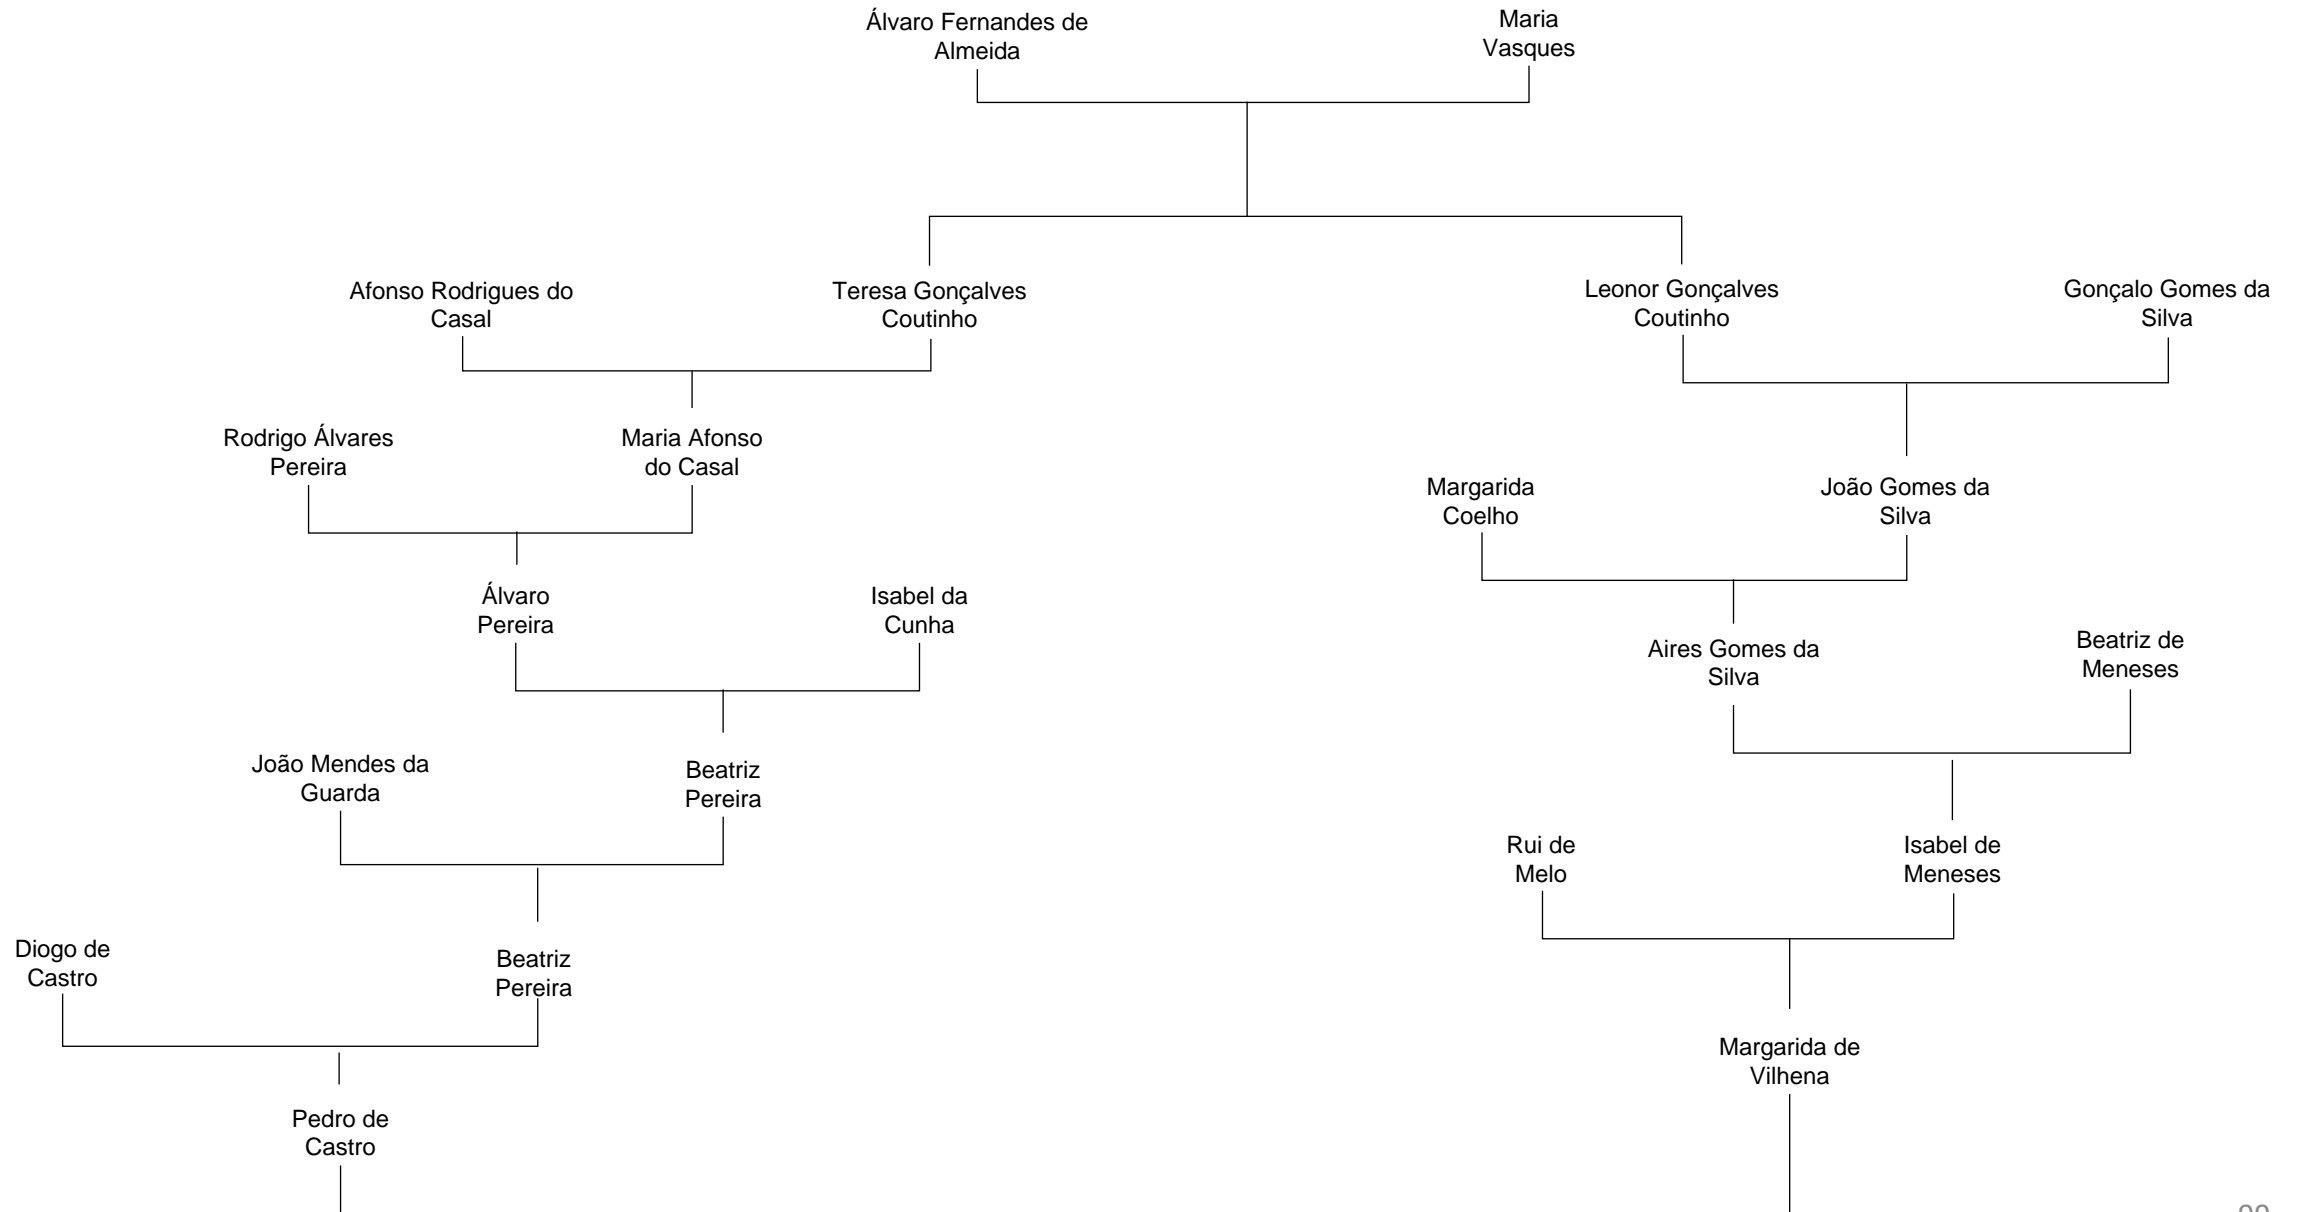 Álvaro Fernandes de
Almeida
Maria
Vasques
Afonso Rodrigues do
Casal
Teresa Gonçalves
Coutinho
Leonor Gonçalves
Coutinho
Gonçalo Gomes da
Silva
Rodrigo Álvares
Pereira
Maria Afonso
do Casal
Margarida
Coelho
João Gomes da
Silva
Álvaro
Pereira
Isabel da
Cunha
Aires Gomes da
Silva
Beatriz de
Meneses
João Mendes da
Guarda
Beatriz
Pereira
Rui de
Melo
Isabel de
Meneses
Diogo de
Castro
Beatriz
Pereira
Margarida de
Vilhena
Pedro de
Castro